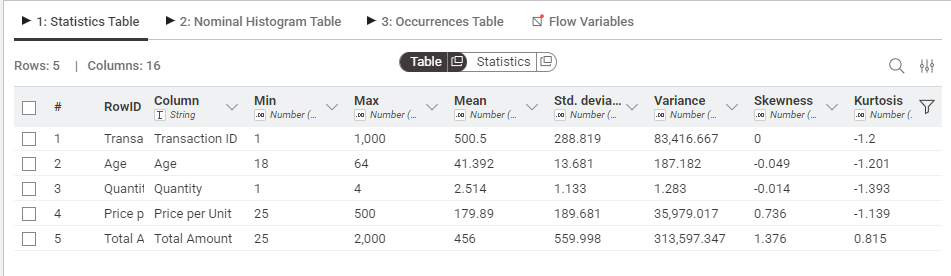 1: Statistics Table 2: Nominal Histogram Table 3: Occurrences Table Flow Variables
Rows: 5 | Columns: 16 Table Statistics
# RowID Column Min Max Mean Std. devia... Variance Skewness Kurtosis
String Number (... Number (... Number (... Number (... Number (... Number (... Number (.
1 Transa Transaction ID 1 1,000 500.5 288.819 83,416.667 0 -1.2
2 Age Age 18 64 41.392 13.681 187.182 -0.049 -1.201
3 Quantit Quantity 1 4 2.514 1.133 1.283 -0.014 -1.393
4 Price p Price per Unit 25 500 179.89 189.681 35,979.017 0.736 -1.139
5 Total A Total Amount 25 2,000 456 559.998 313,597.347 1.376 0.815